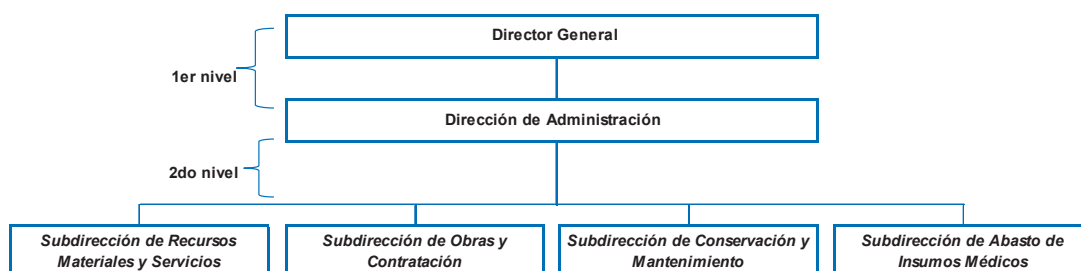 Director General
1er nivel
Dirección de Administración
2do nivel
Subdirección de Recursos
Materiales y Servicios
Subdirección de Obras y
Contratación
Subdirección de Conservación y
Mantenimiento
Subdirección de Abasto de
Insumos Médicos